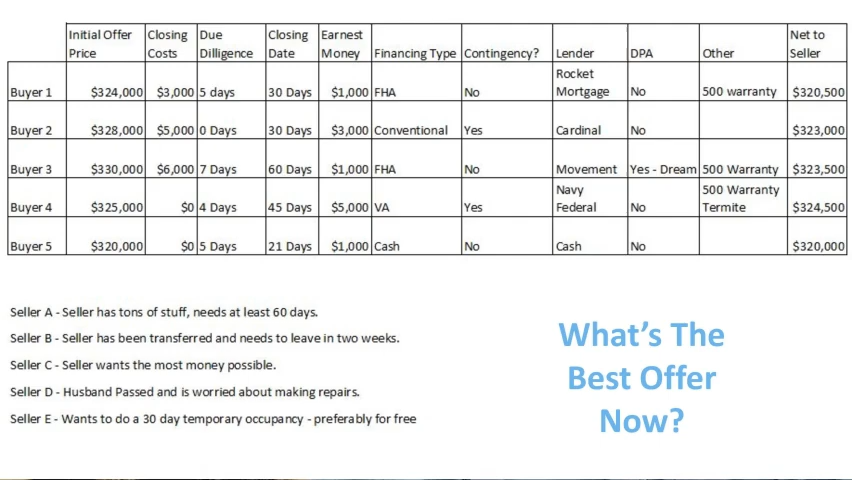 Initial Offer Price | Closing Costs | Due Dilligence | Closing Date | Earnest Money | Financing Type | Contingency? | Lender | DPA | Other | Net to Seller
Buyer 1 | $324,000 | $3,000 | 5 days | 30 Days | $1,000 | FHA | No | Rocket Mortgage | No | 500 warranty | $320,500
Buyer 2 | $328,000 | $5,000 | 0 Days | 30 Days | $3,000 | Conventional | Yes | Cardinal | No | | $323,000
Buyer 3 | $330,000 | $6,000 | 7 Days | 60 Days | $1,000 | FHA | No | Movement | Yes - Dream | 500 Warranty | $323,500
Buyer 4 | $325,000 | $0 | 4 Days | 45 Days | $5,000 | VA | Yes | Navy Federal | No | 500 Warranty Termite | $324,500
Buyer 5 | $320,000 | $0 | 5 Days | 21 Days | $1,000 | Cash | No | Cash | No | | $320,000
Seller A - Seller has tons of stuff, needs at least 60 days.
Seller B - Seller has been transferred and needs to leave in two weeks.
Seller C - Seller wants the most money possible.
Seller D - Husband Passed and is worried about making repairs.
Seller E - Wants to do a 30 day temporary occupancy - preferably for free
What's The
Best Offer
Now?